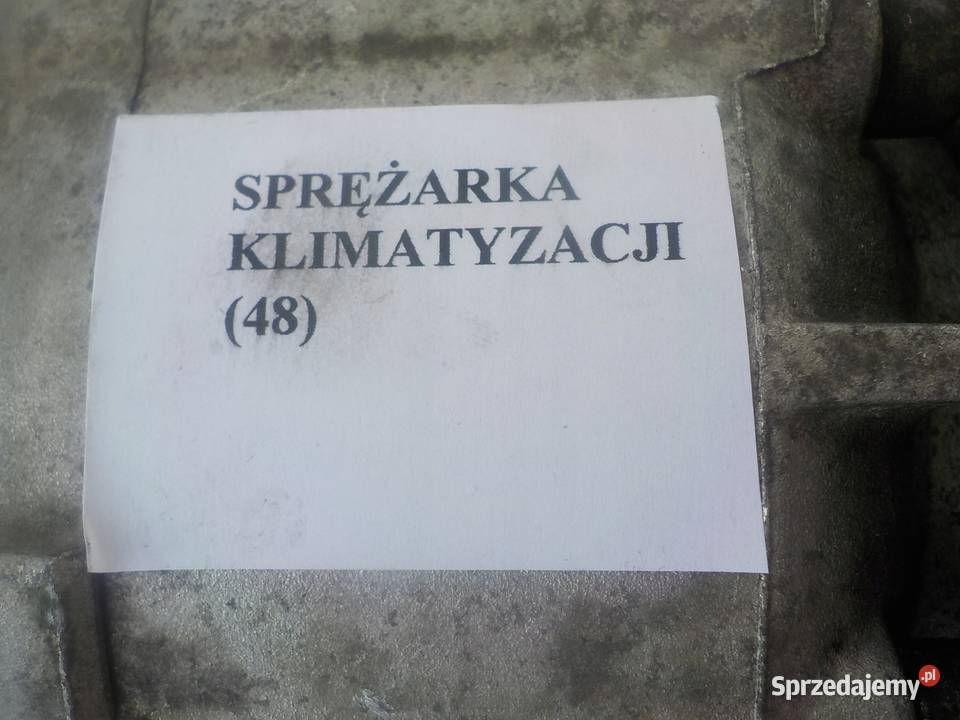 SPRĘŻARKA
KLIMATYZACJI
(48)
Sprzedajemy.pl